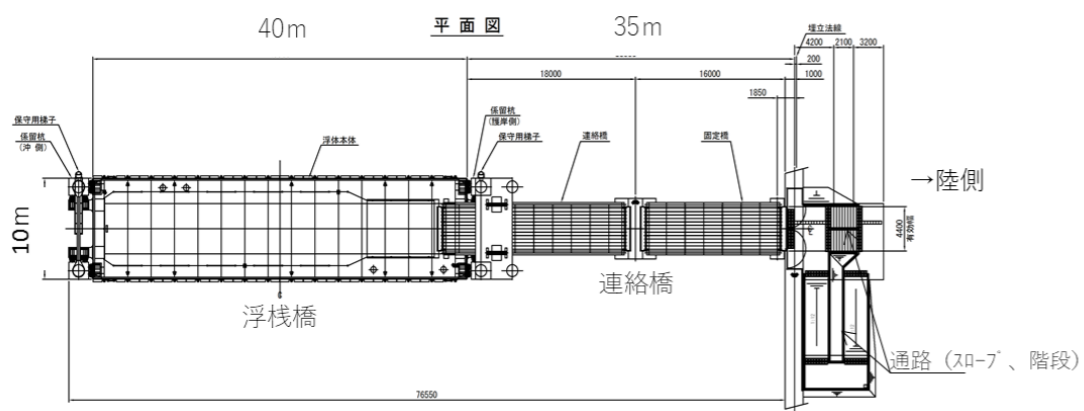 40m
平面図
35m
埋立法線
4200
2100
3200
200
18000
16000
1000
1850
保守用梯子
係留杭
(沖側)
浮体本体
係留杭
(護岸側)
保守用梯子
連絡橋
固定橋
→陸側
10m
4400
有効幅
浮桟橋
連絡橋
通路（ｽﾛｰﾌﾟ、階段）
76550